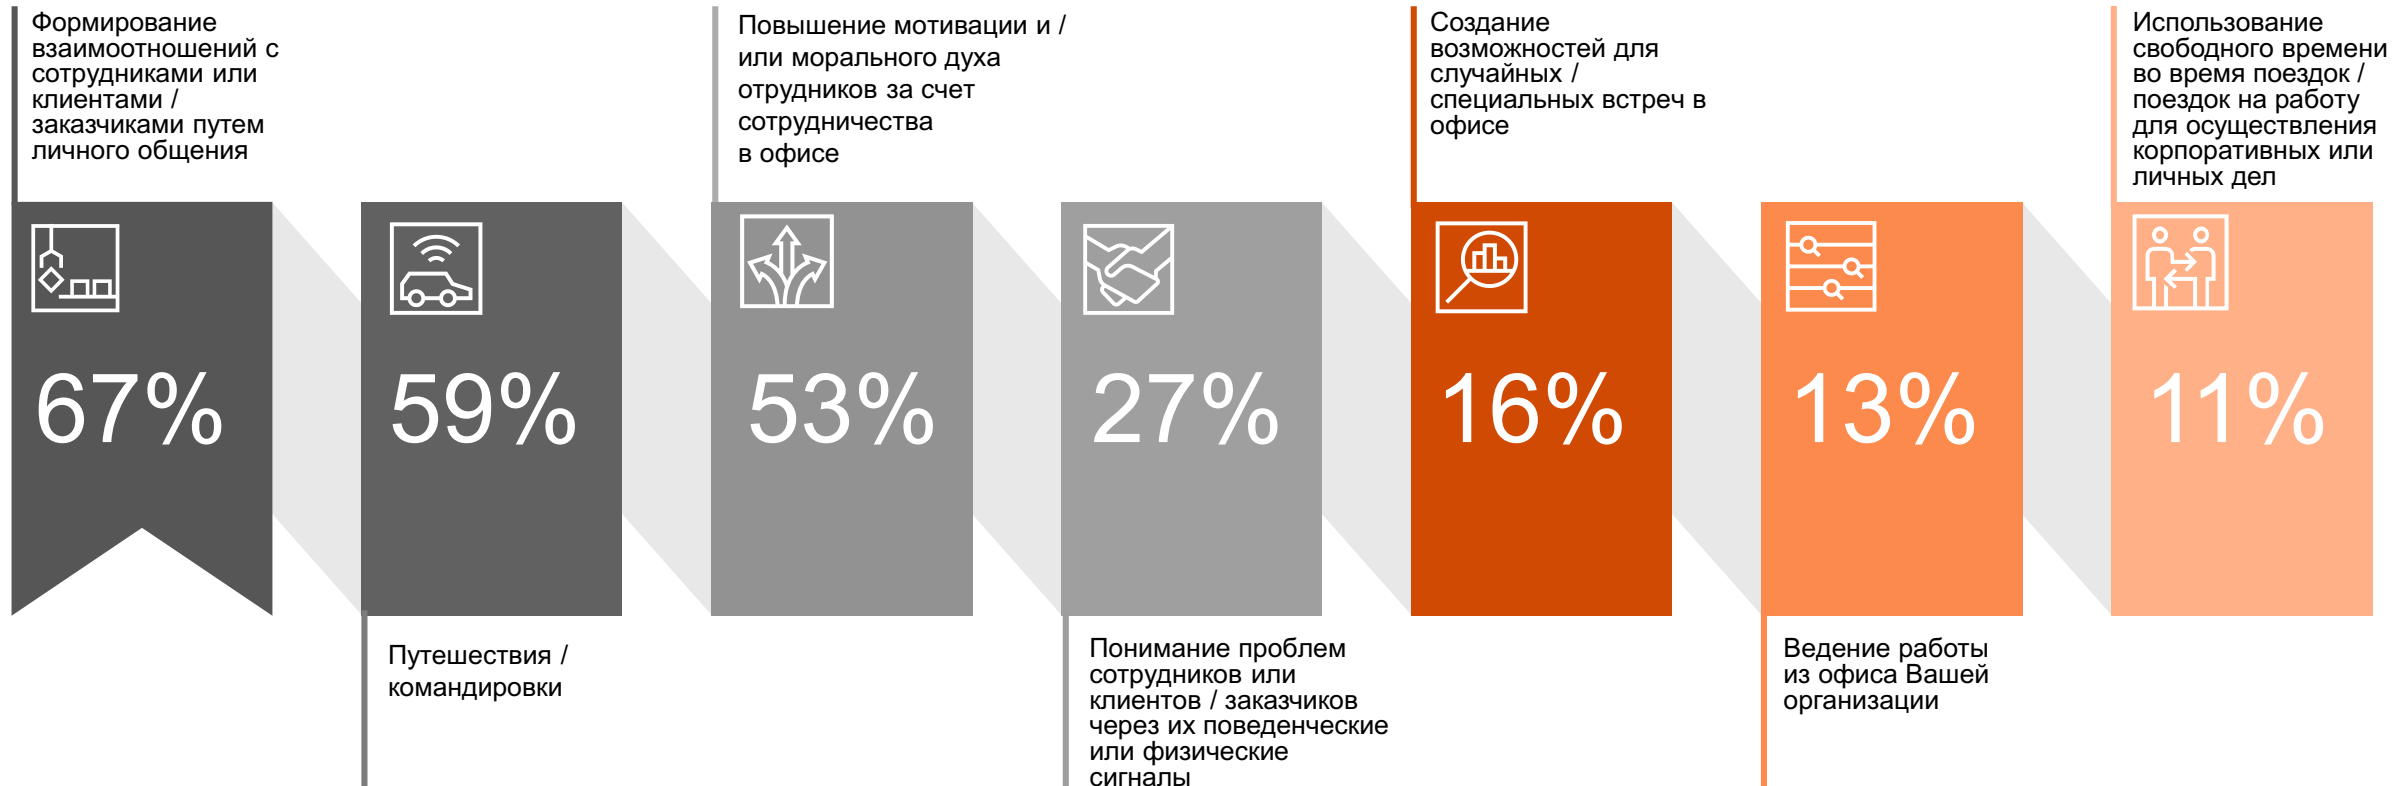 Формирование
взаимоотношений с
сотрудниками или
клиентами /
заказчиками путем
личного общения
67%
59%
Путешествия /
командировки
Повышение мотивации и /
или морального духа
отрудников за счет
сотрудничества
в офисе
53%
27%
Понимание проблем
сотрудников или
клиентов / заказчиков
через их поведенческие
или физические
сигналы
Создание
возможностей для
случайных /
специальных встреч в
офисе
16%
13%
Ведение работы
из офиса Вашей
организации
Использование
свободного времени
во время поездок /
поездок на работу
для осуществления
корпоративных или
личных дел
11%